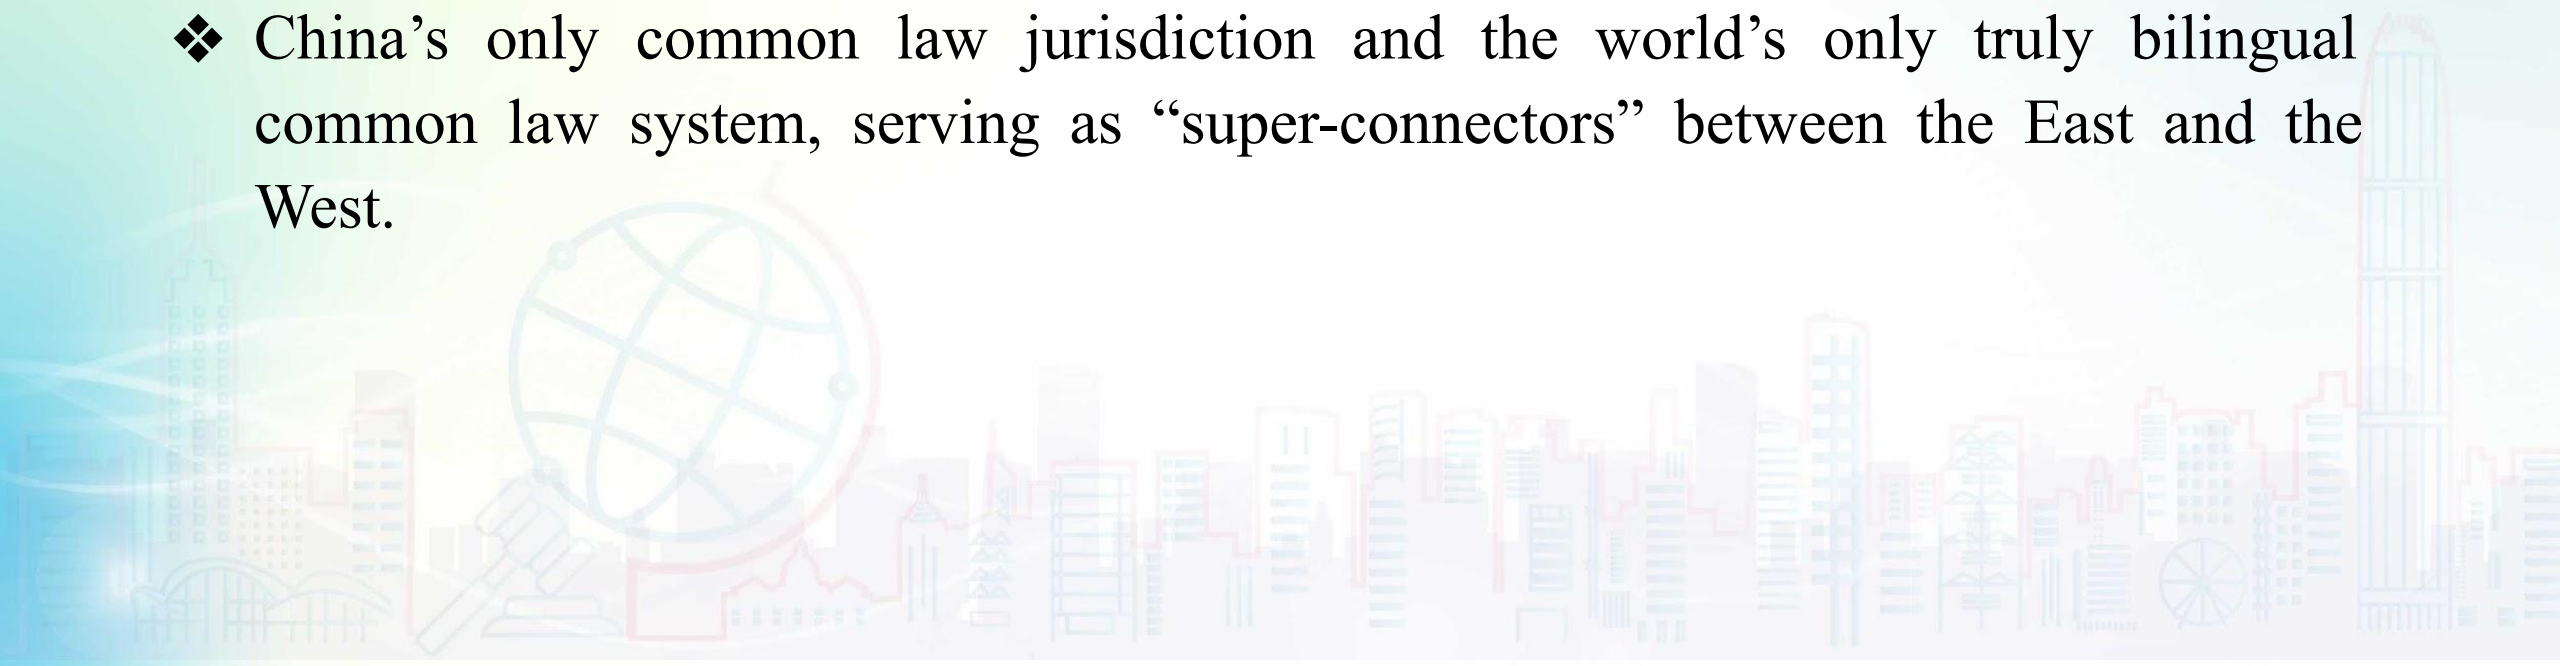 ❖ China’s only common law jurisdiction and the world’s only truly bilingual
common law system, serving as “super-connectors” between the East and the
West.